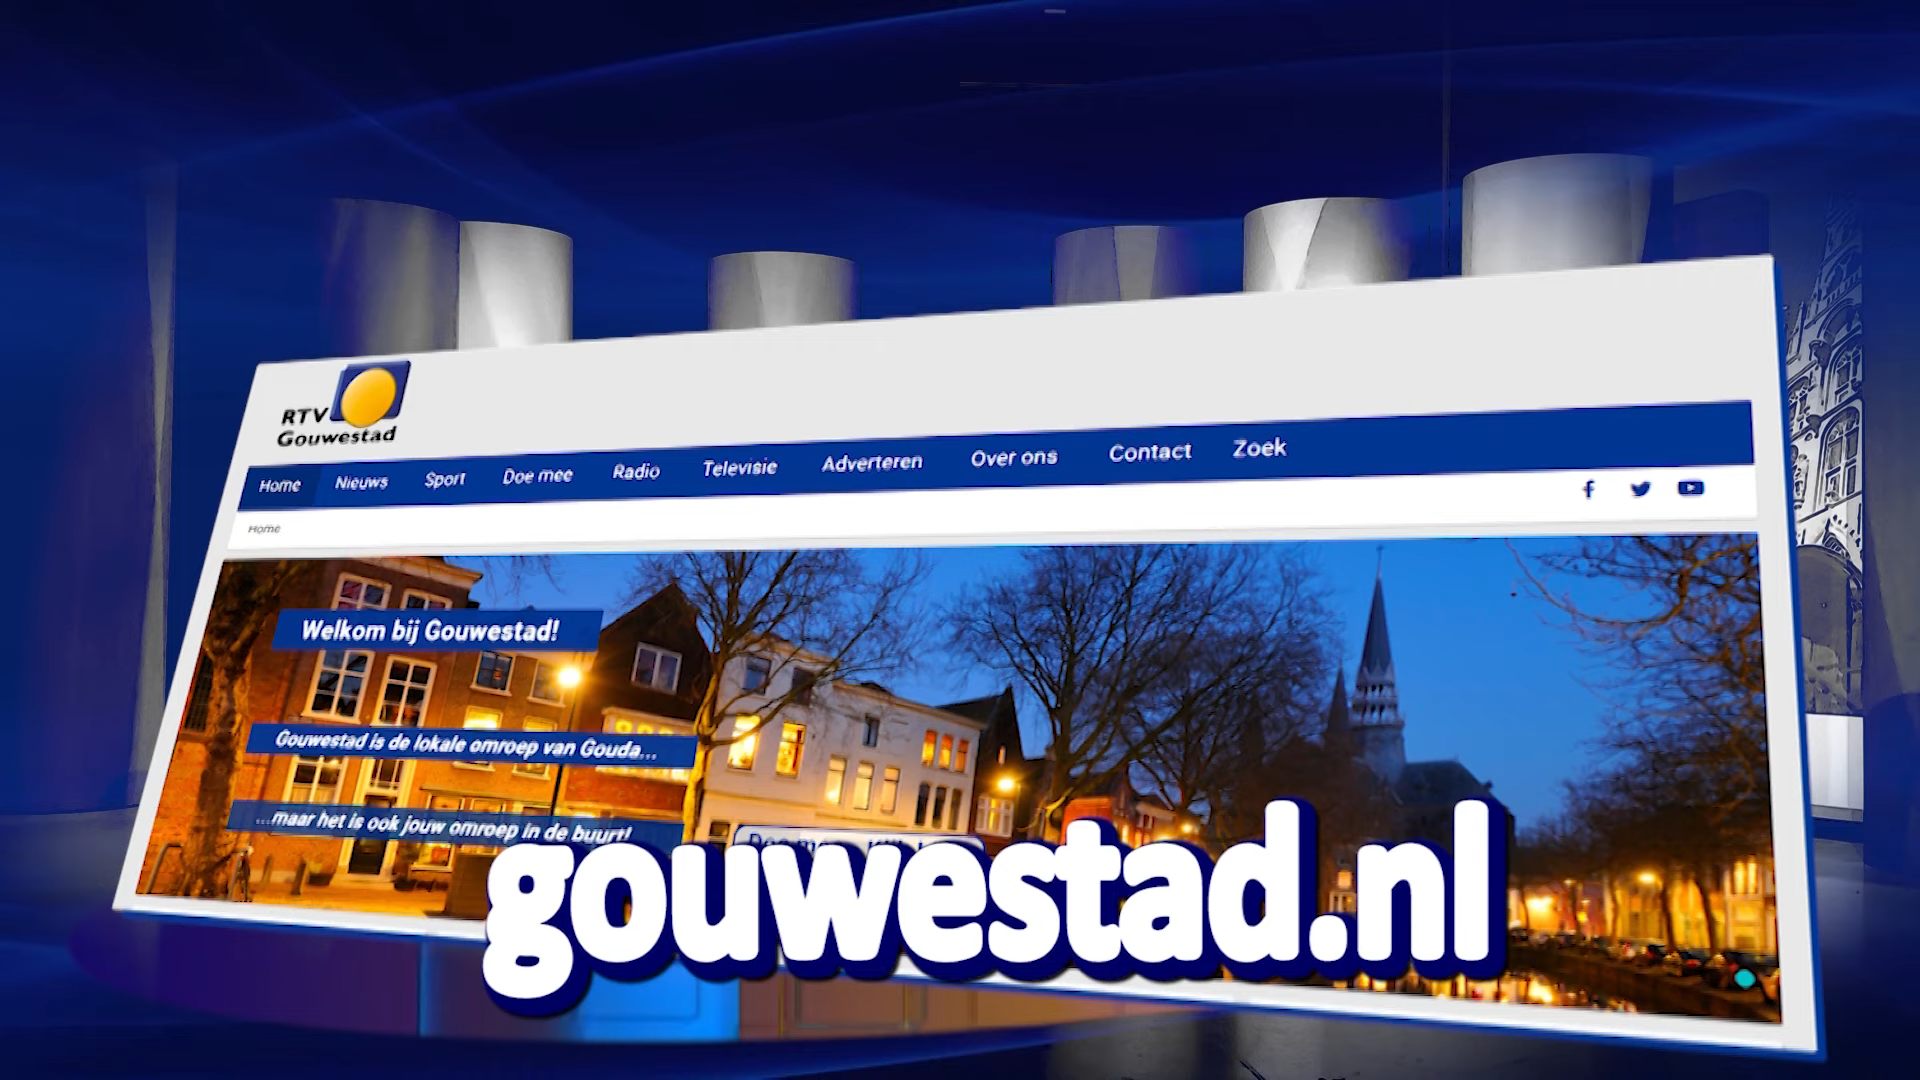 RTV
Gouwestad
Home Nieuws Sport Doe mee Radio Televisie Adverteren Over ons Contact Zoek
Home
Welkom bij Gouwestad!
Gouwestad is de lokale omroep van Gouda...
...maar het is ook jouw omroep in de buurt!
gouwestad.nl